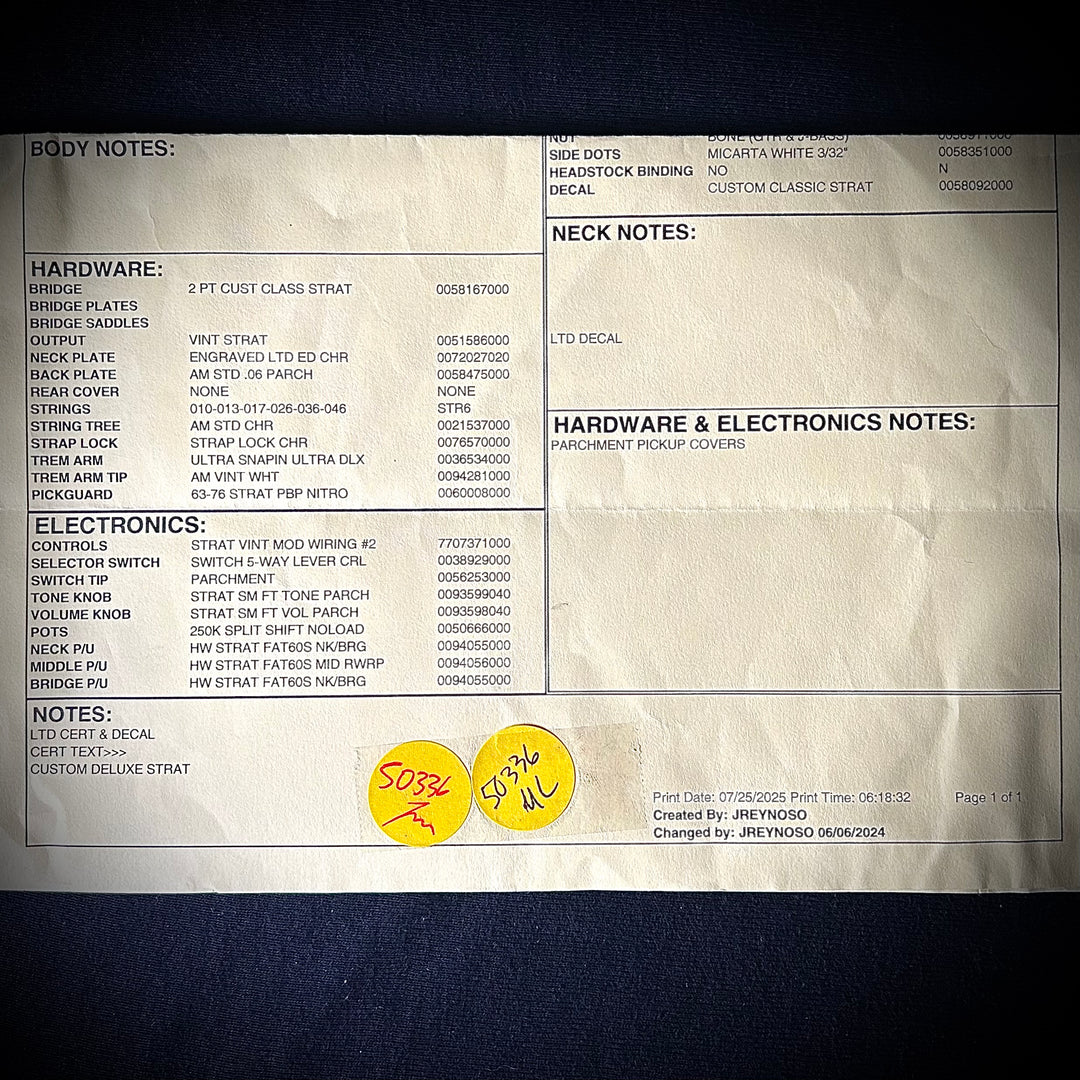 BODY NOTES:
HARDWARE:
BRIDGE 2 PT CUST CLASS STRAT 0058167000
BRIDGE PLATES
BRIDGE SADDLES
OUTPUT VINT STRAT 0051586000
NECK PLATE ENGRAVED LTD ED CHR 0072027020
BACK PLATE AM STD .06 PARCH 0058475000
REAR COVER NONE NONE
STRINGS 010-013-017-026-036-046 STR6
STRING TREE AM STD CHR 0021537000
STRAP LOCK STRAP LOCK CHR 0076570000
TREM ARM ULTRA SNAPIN ULTRA DLX 0036534000
TREM ARM TIP AM VINT WHT 0094281000
PICKGUARD 63-76 STRAT PBP NITRO 0060008000
ELECTRONICS:
CONTROLS STRAT VINT MOD WIRING #2 7707371000
SELECTOR SWITCH SWITCH 5-WAY LEVER CRL 0038929000
SWITCH TIP PARCHMENT 0056253000
TONE KNOB STRAT SM FT TONE PARCH 0093599040
VOLUME KNOB STRAT SM FT VOL PARCH 0093598040
POTS 250K SPLIT SHIFT NOLOAD 0050666000
NECK P/U HW STRAT FAT60S NK/BRG 0094055000
MIDDLE P/U HW STRAT FAT60S MID RWRP 0094056000
BRIDGE P/U HW STRAT FAT60S NK/BRG 0094055000
NUT BONE (GTR & J-BASS) 0058911000
SIDE DOTS MICARTA WHITE 3/32" 0058351000
HEADSTOCK BINDING NO N
DECAL CUSTOM CLASSIC STRAT 0058092000
NECK NOTES:
LTD DECAL
HARDWARE & ELECTRONICS NOTES:
PARCHMENT PICKUP COVERS
NOTES:
LTD CERT & DECAL
CERT TEXT>>>
CUSTOM DELUXE STRAT
50336
50336
ML
Print Date: 07/25/2025 Print Time: 06:18:32 Page 1 of 1
Created By: JREYNOSO
Changed by: JREYNOSO 06/06/2024